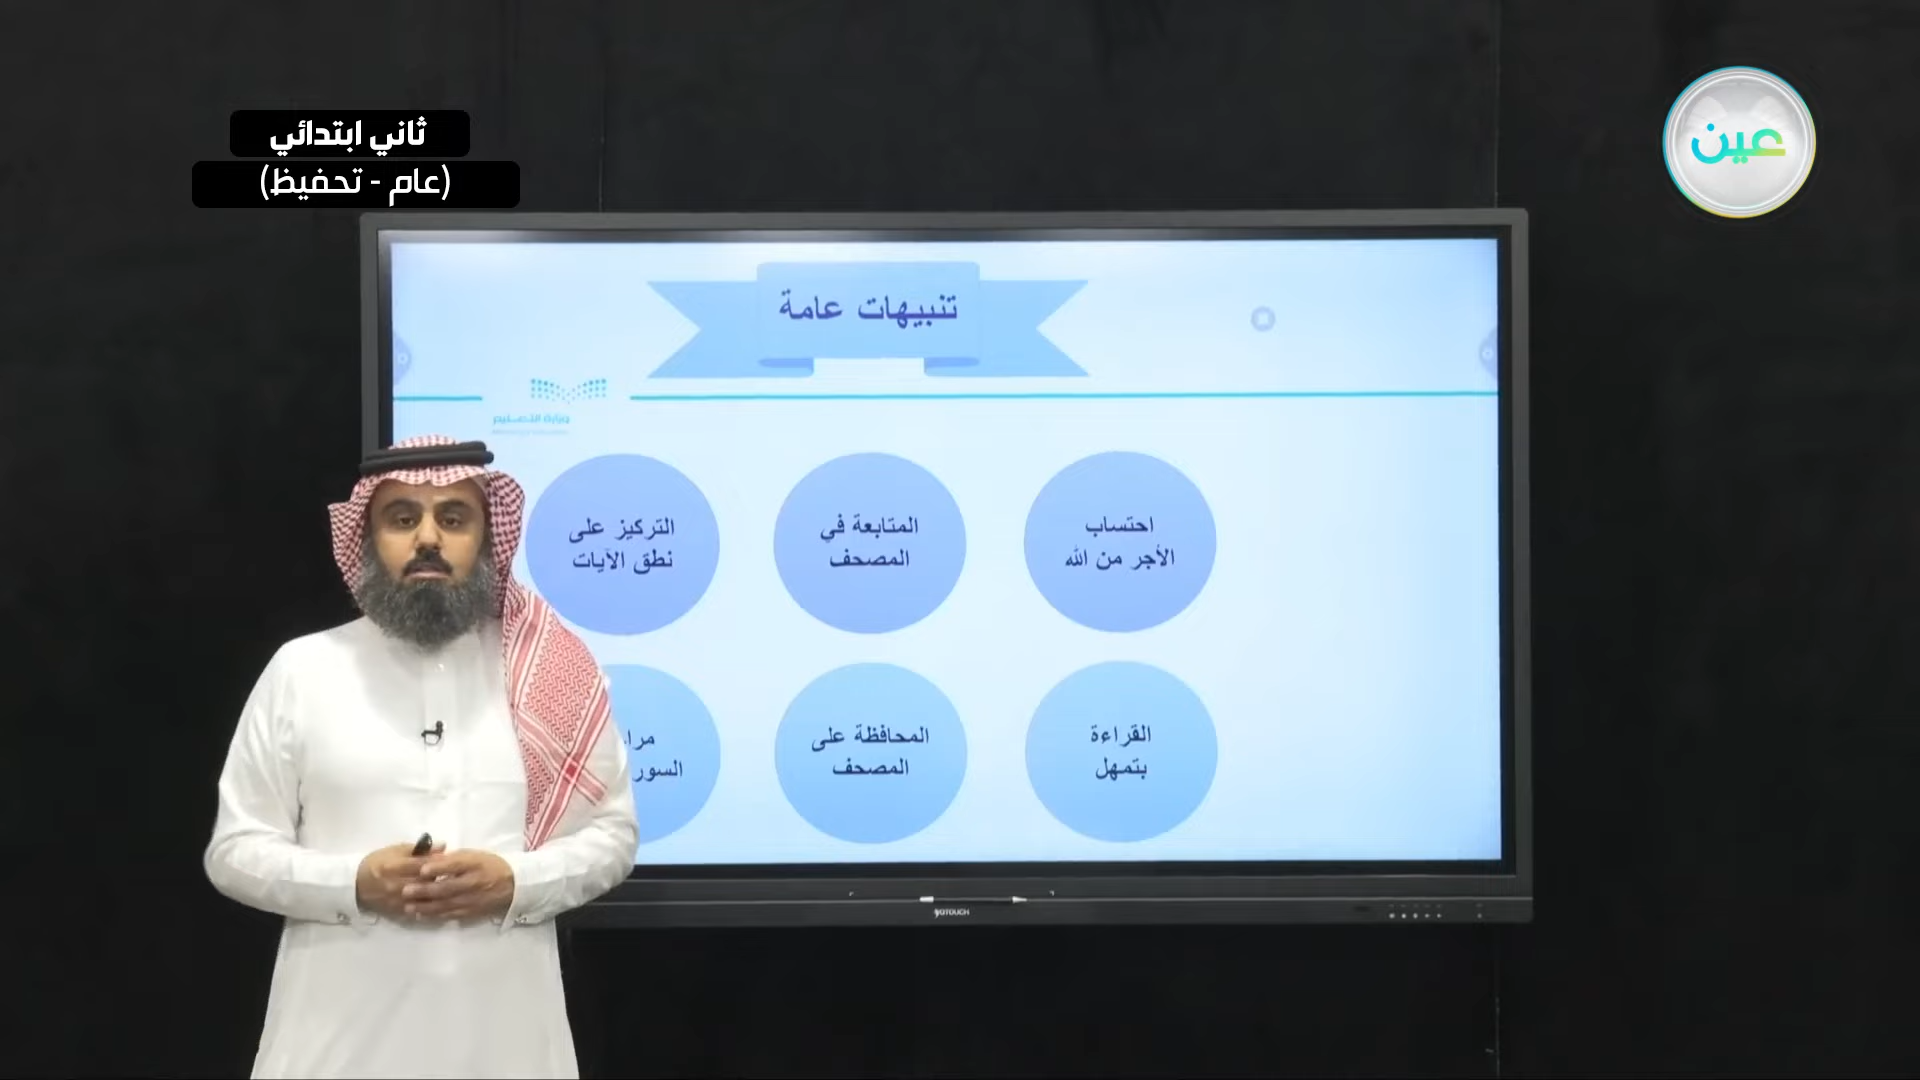 ثاني ابتدائي
(عام - تحفيظ)
عين
تنبيهات عامة
وزارة التعليم
احتساب
الأجر من الله
المتابعة في
المصحف
التركيز على
نطق الآيات
القراءة
بتمهل
المحافظة على
المصحف